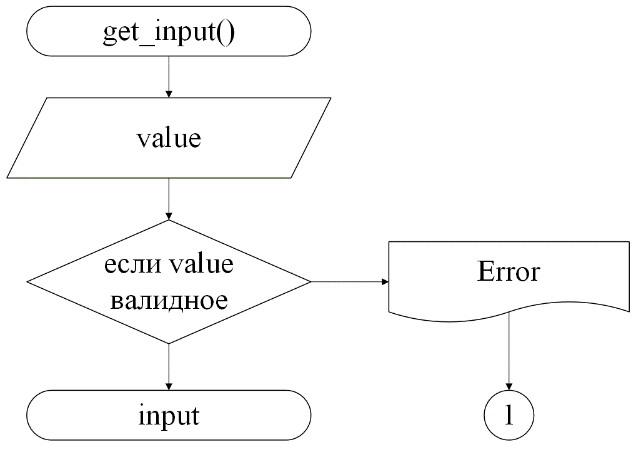 get_input()
value
если value
валидное
Error
input
1